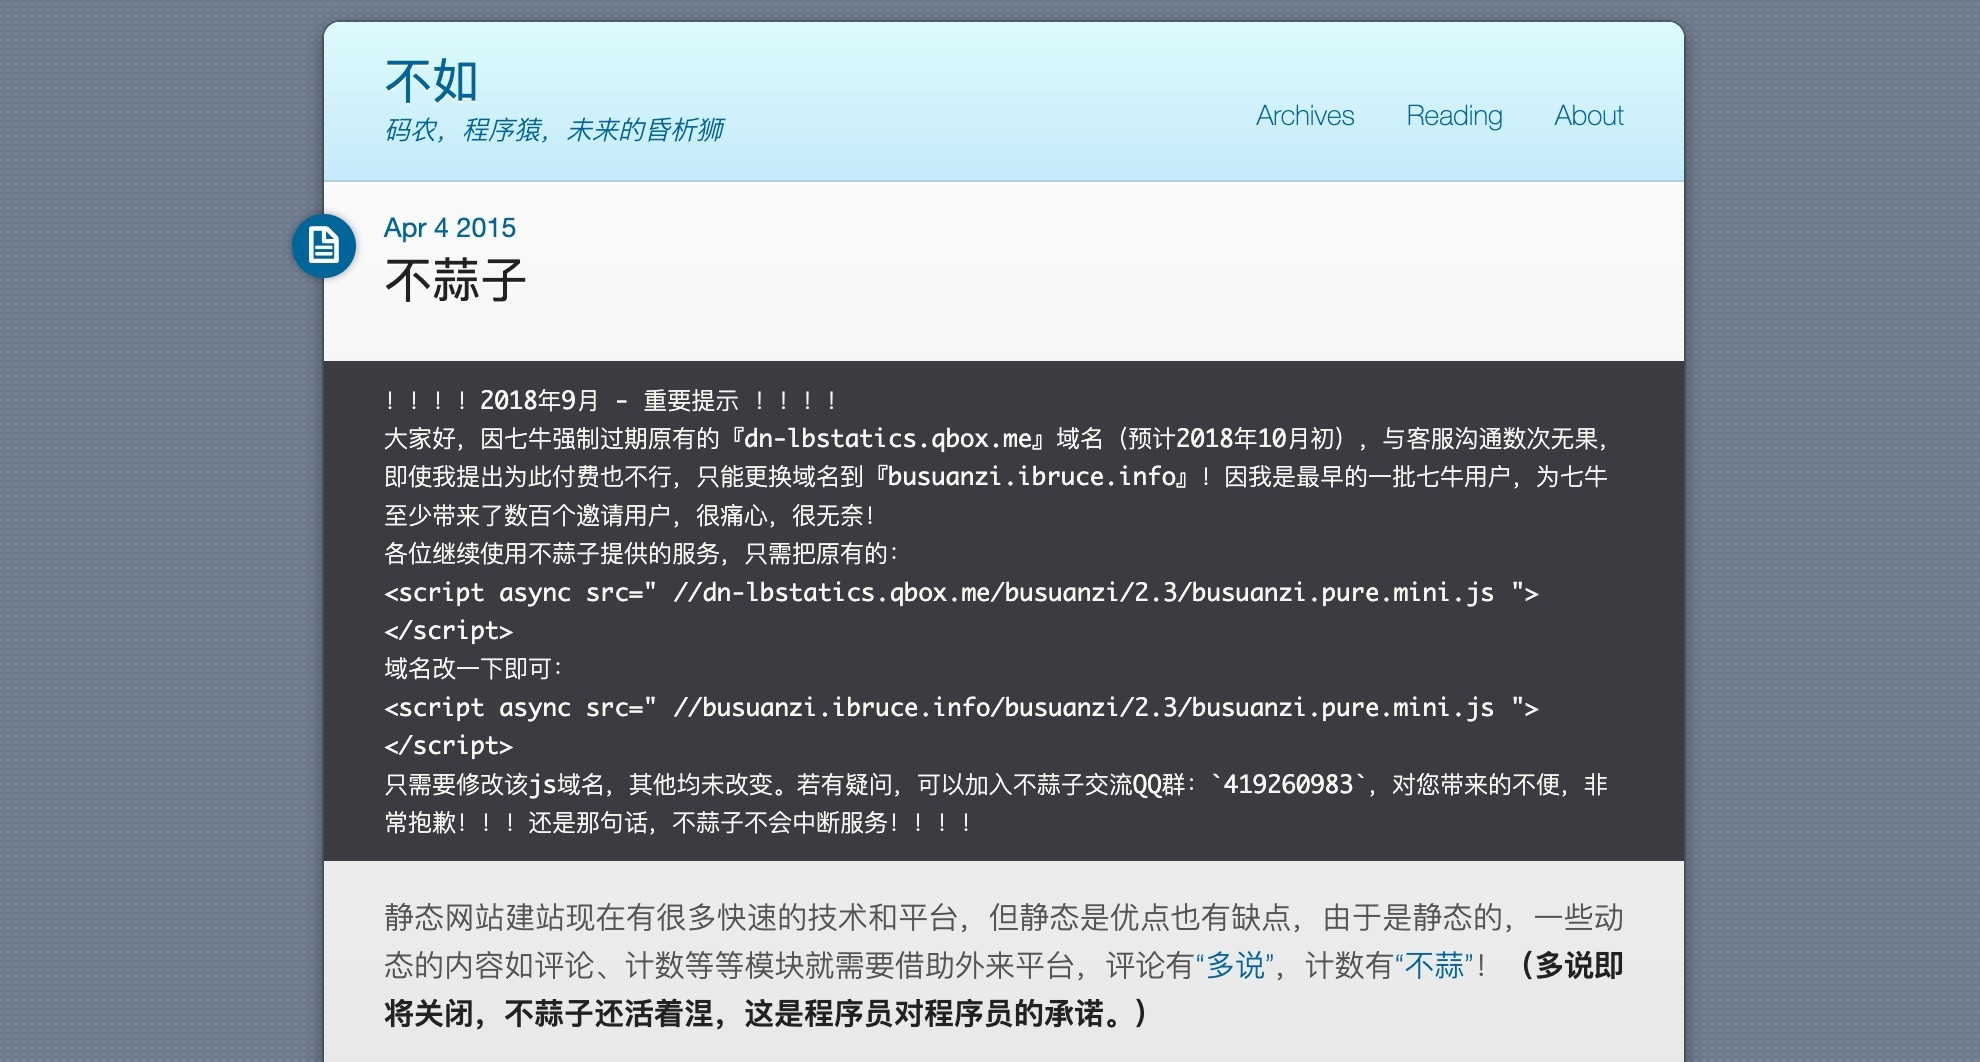 不如
码农，程序猿，未来的昏析狮
Archives Reading About
Apr 4 2015
不蒜子
！！！！2018年9月 - 重要提示 ！！！！
大家好，因七牛强制过期原有的『dn-lbstatics.qbox.me』域名（预计2018年10月初），与客服沟通数次无果，
即使我提出为此付费也不行，只能更换域名到『busuanzi.ibruce.info』！因我是最早的一批七牛用户，为七牛
至少带来了数百个邀请用户，很痛心，很无奈！
各位继续使用不蒜子提供的服务，只需把原有的：
<script async src=" //dn-lbstatics.qbox.me/busuanzi/2.3/busuanzi.pure.mini.js ">
</script>
域名改一下即可：
<script async src=" //busuanzi.ibruce.info/busuanzi/2.3/busuanzi.pure.mini.js ">
</script>
只需要修改该js域名，其他均未改变。若有疑问，可以加入不蒜子交流QQ群：`419260983`，对您带来的不便，非
常抱歉！！！还是那句话，不蒜子不会中断服务！！！！
静态网站建站现在有很多快速的技术和平台，但静态是优点也有缺点，由于是静态的，一些动
态的内容如评论、计数等等模块就需要借助外来平台，评论有“多说”，计数有“不蒜”！（多说即
将关闭，不蒜子还活着涅，这是程序员对程序员的承诺。）